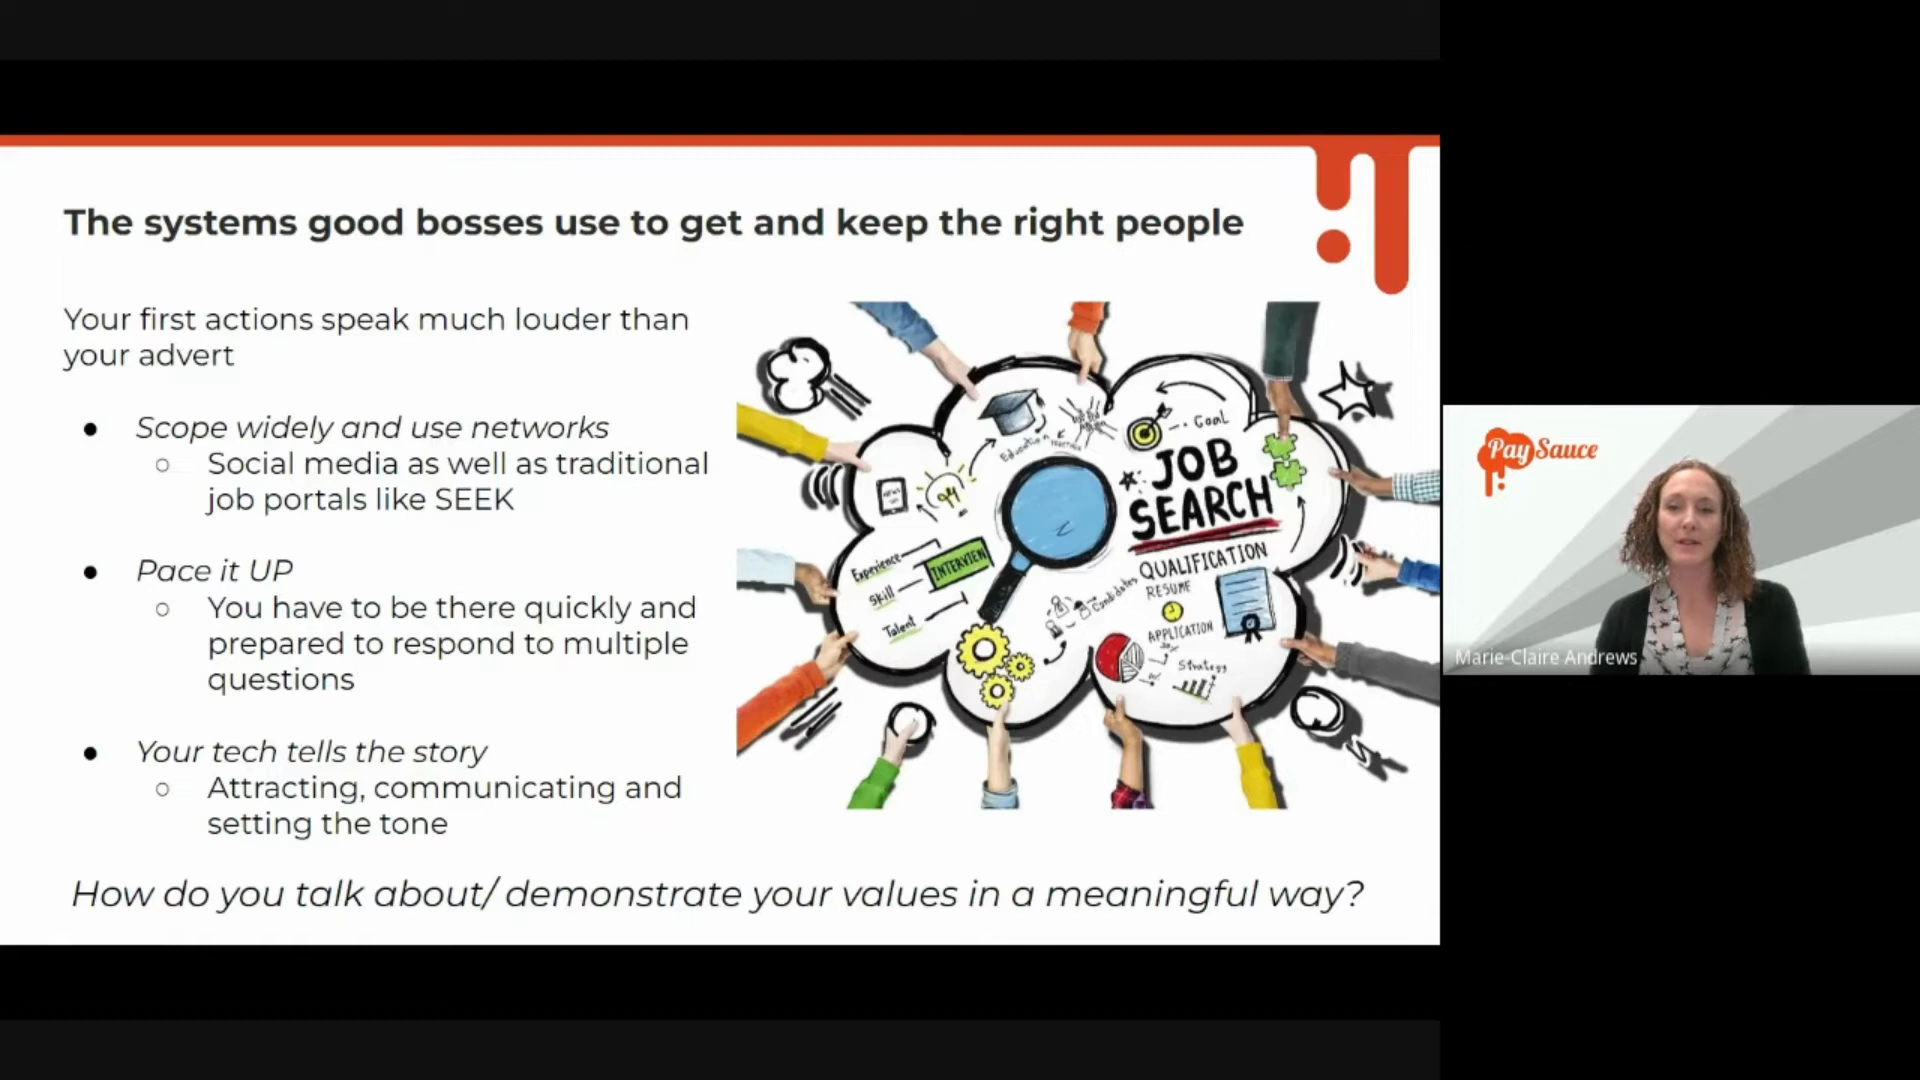 The systems good bosses use to get and keep the right people
Your first actions speak much louder than
your advert
● Scope widely and use networks
○ Social media as well as traditional
job portals like SEEK
● Pace it UP
○ You have to be there quickly and
prepared to respond to multiple
questions
● Your tech tells the story
○ Attracting, communicating and
setting the tone
How do you talk about/ demonstrate your values in a meaningful way?
Goal
JOB
SEARCH
QUALIFICATION
RESUME
APPLICATION
Strategy
Candidates
Experience
Skill
Talent
INTERVIEW
Education
PaySauce
Marie-Claire Andrews